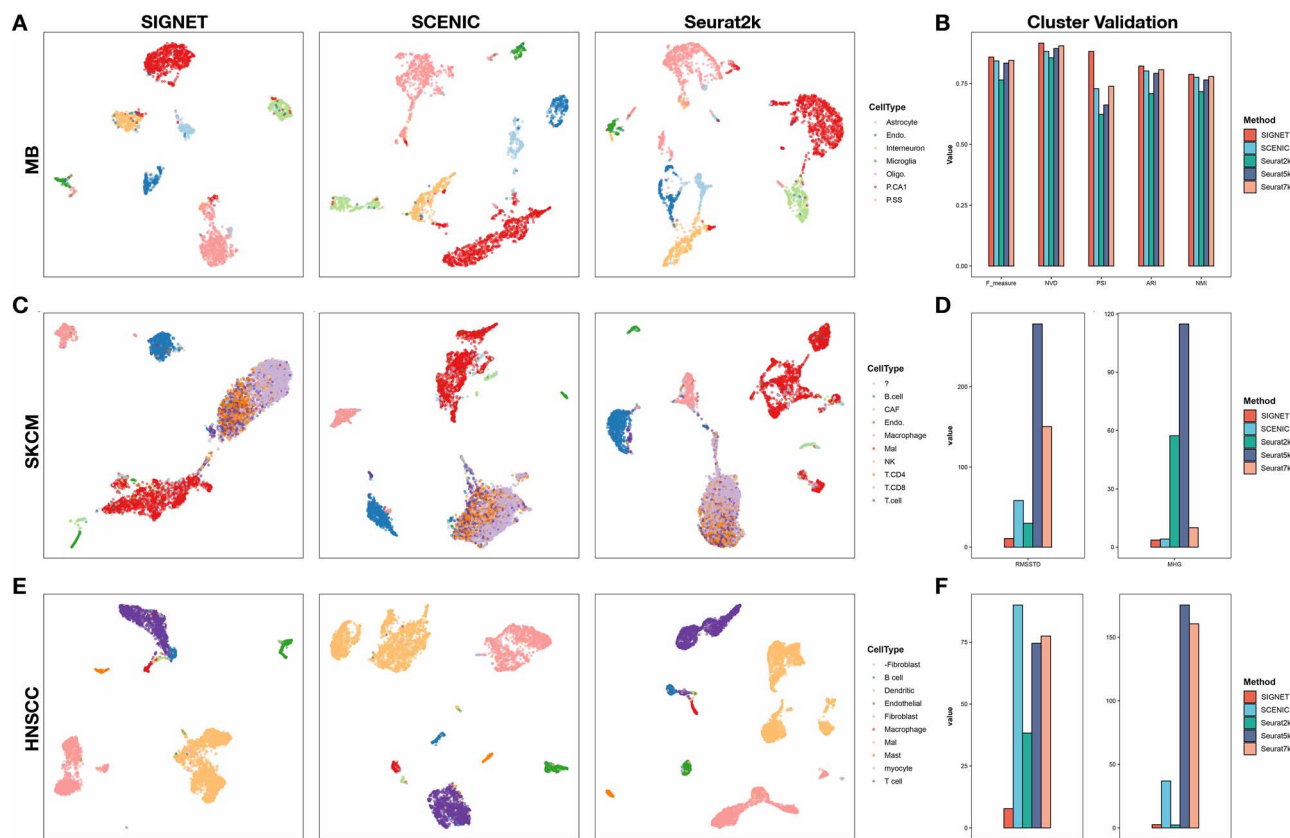 A
SIGNET
SCENIC
Seurat2k
MB
CellType
Astrocyte
Endo.
Interneuron
Microglia
Oligo.
P.CA1
P.SS
B
Cluster Validation
0.75
0.50
0.25
0.00
Value
F_measure
NVD
PSI
ARI
NMI
Method
SIGNET
SCENIC
Seurat2k
Seurat5k
Seurat7k
C
SKCM
CellType
?
B.cell
CAF
Endo.
Macrophage
Mal
NK
T.CD4
T.CD8
T.cell
D
200
100
0
value
RMSSTD
120
90
60
30
0
MHG
Method
SIGNET
SCENIC
Seurat2k
Seurat5k
Seurat7k
E
HNSCC
CellType
-Fibroblast
B cell
Dendritic
Endothelial
Fibroblast
Macrophage
Mal
Mast
myocyte
T cell
F
75
50
25
0
value
150
100
50
0
Method
SIGNET
SCENIC
Seurat2k
Seurat5k
Seurat7k